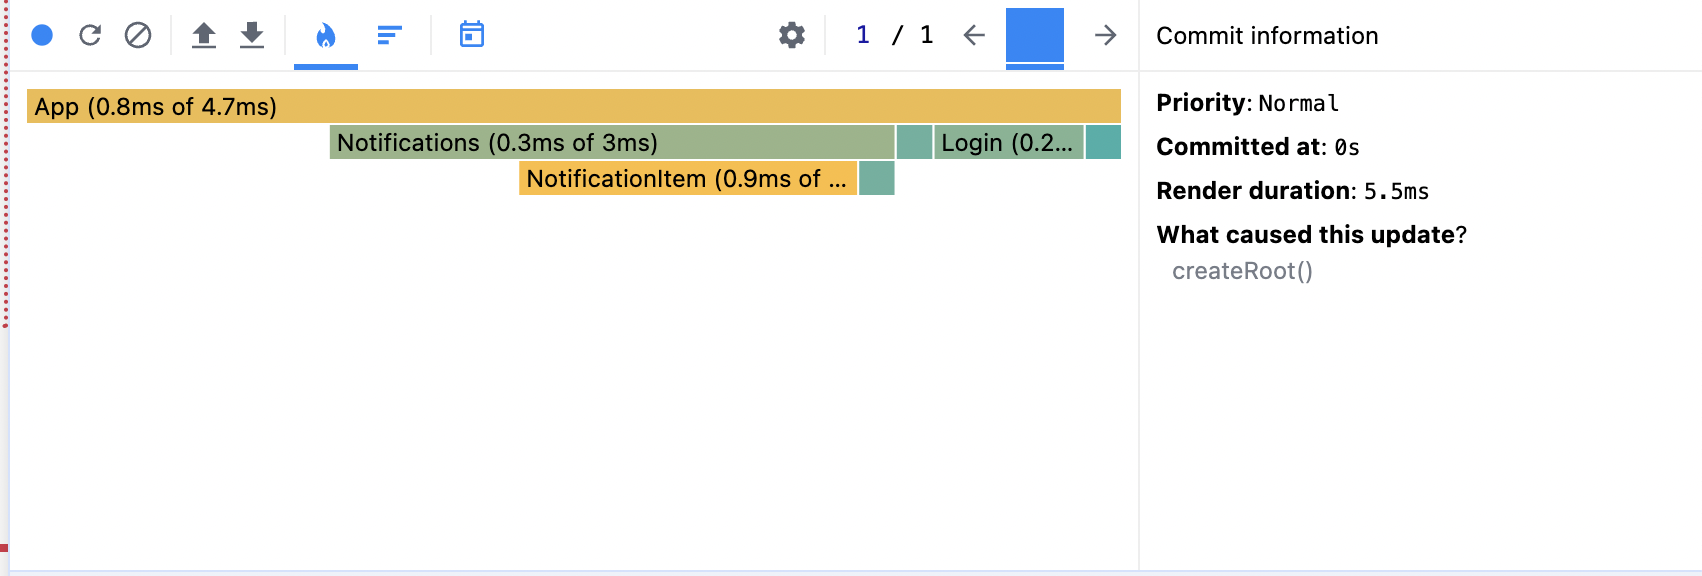 1 / 1
Commit information
App (0.8ms of 4.7ms)
Notifications (0.3ms of 3ms)
Login (0.2...
NotificationItem (0.9ms of ...
Priority: Normal
Committed at: 0s
Render duration: 5.5ms
What caused this update?
createRoot()